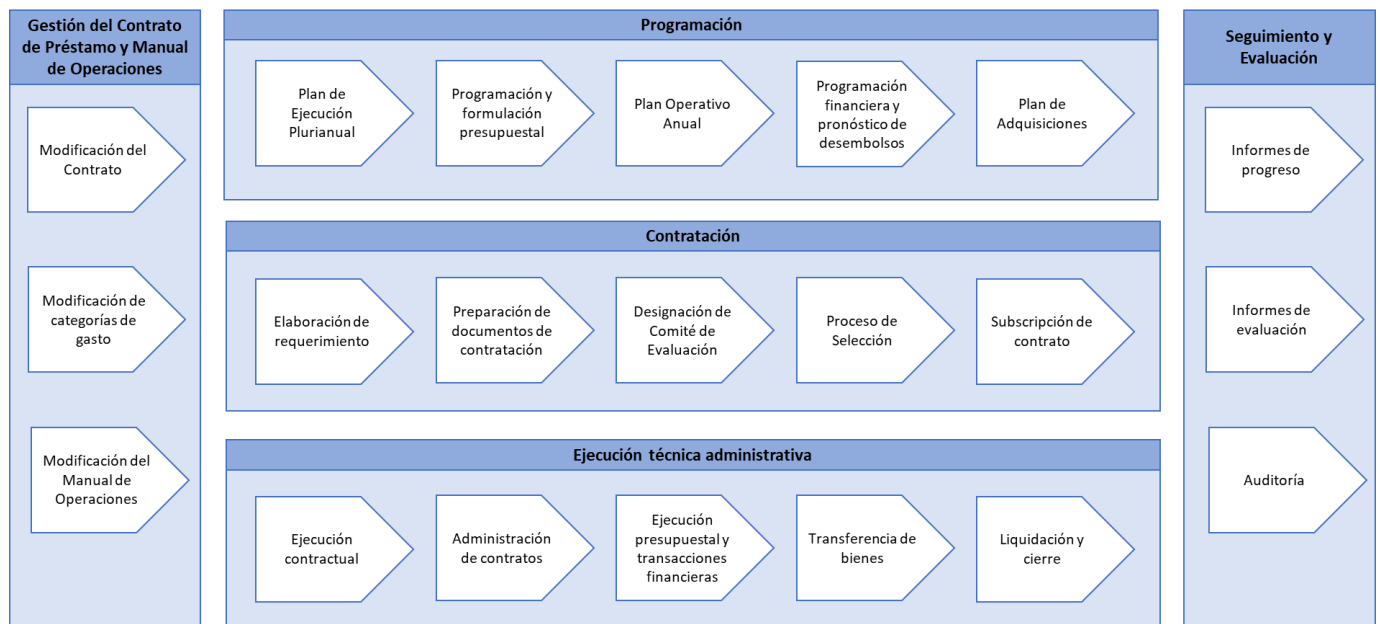 Gestión del Contrato
de Préstamo y Manual
de Operaciones
Modificación del
Contrato
Modificación de
categorías de
gasto
Modificación del
Manual de
Operaciones
Programación
Plan de
Ejecución
Plurianual
Programación y
formulación
presupuestal
Plan Operativo
Anual
Programación
financiera y
pronóstico de
desembolsos
Plan de
Adquisiciones
Contratación
Elaboración de
requerimiento
Preparación de
documentos de
contratación
Designación de
Comité de
Evaluación
Proceso de
Selección
Subscripción de
contrato
Ejecución técnica administrativa
Ejecución
contractual
Administración
de contratos
Ejecución
presupuestal y
transacciones
financieras
Transferencia de
bienes
Liquidación y
cierre
Seguimiento y
Evaluación
Informes de
progreso
Informes de
evaluación
Auditoría